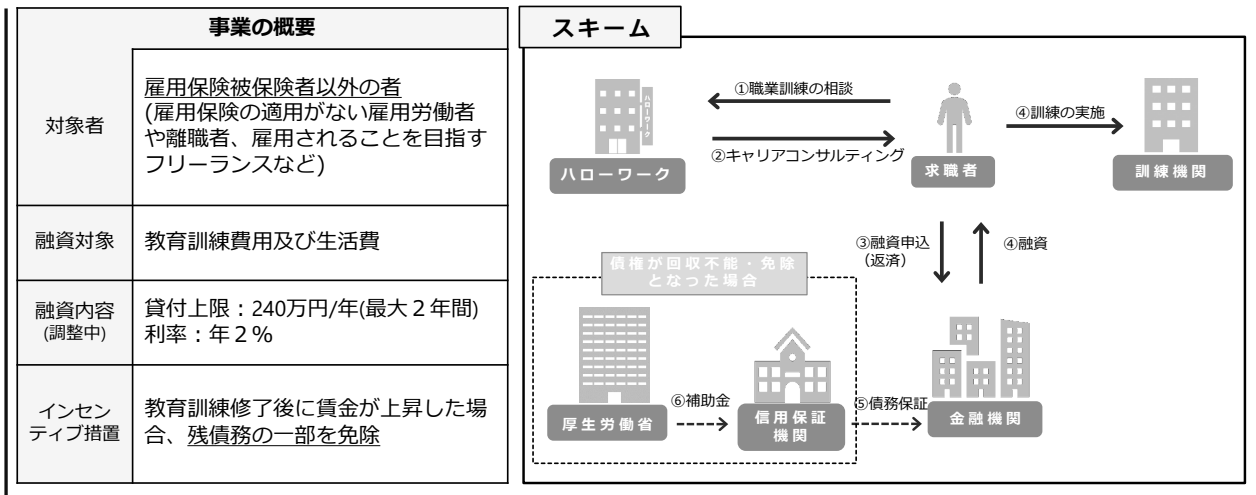 事業の概要
対象者
雇用保険被保険者以外の者
(雇用保険の適用がない雇用労働者
や離職者、雇用されることを目指す
フリーランスなど)
融資対象
教育訓練費用及び生活費
融資内容
(調整中)
貸付上限：240万円/年(最大２年間)
利率：年２％
インセン
ティブ措置
教育訓練修了後に賃金が上昇した場
合、残債務の一部を免除
スキーム
ハローワーク
①職業訓練の相談
②キャリアコンサルティング
④訓練の実施
ハローワーク
求職者
訓練機関
③融資申込
（返済）
④融資
債権が回収不能・免除
となった場合
⑥補助金
⑤債務保証
厚生労働省
信用保証
機関
金融機関